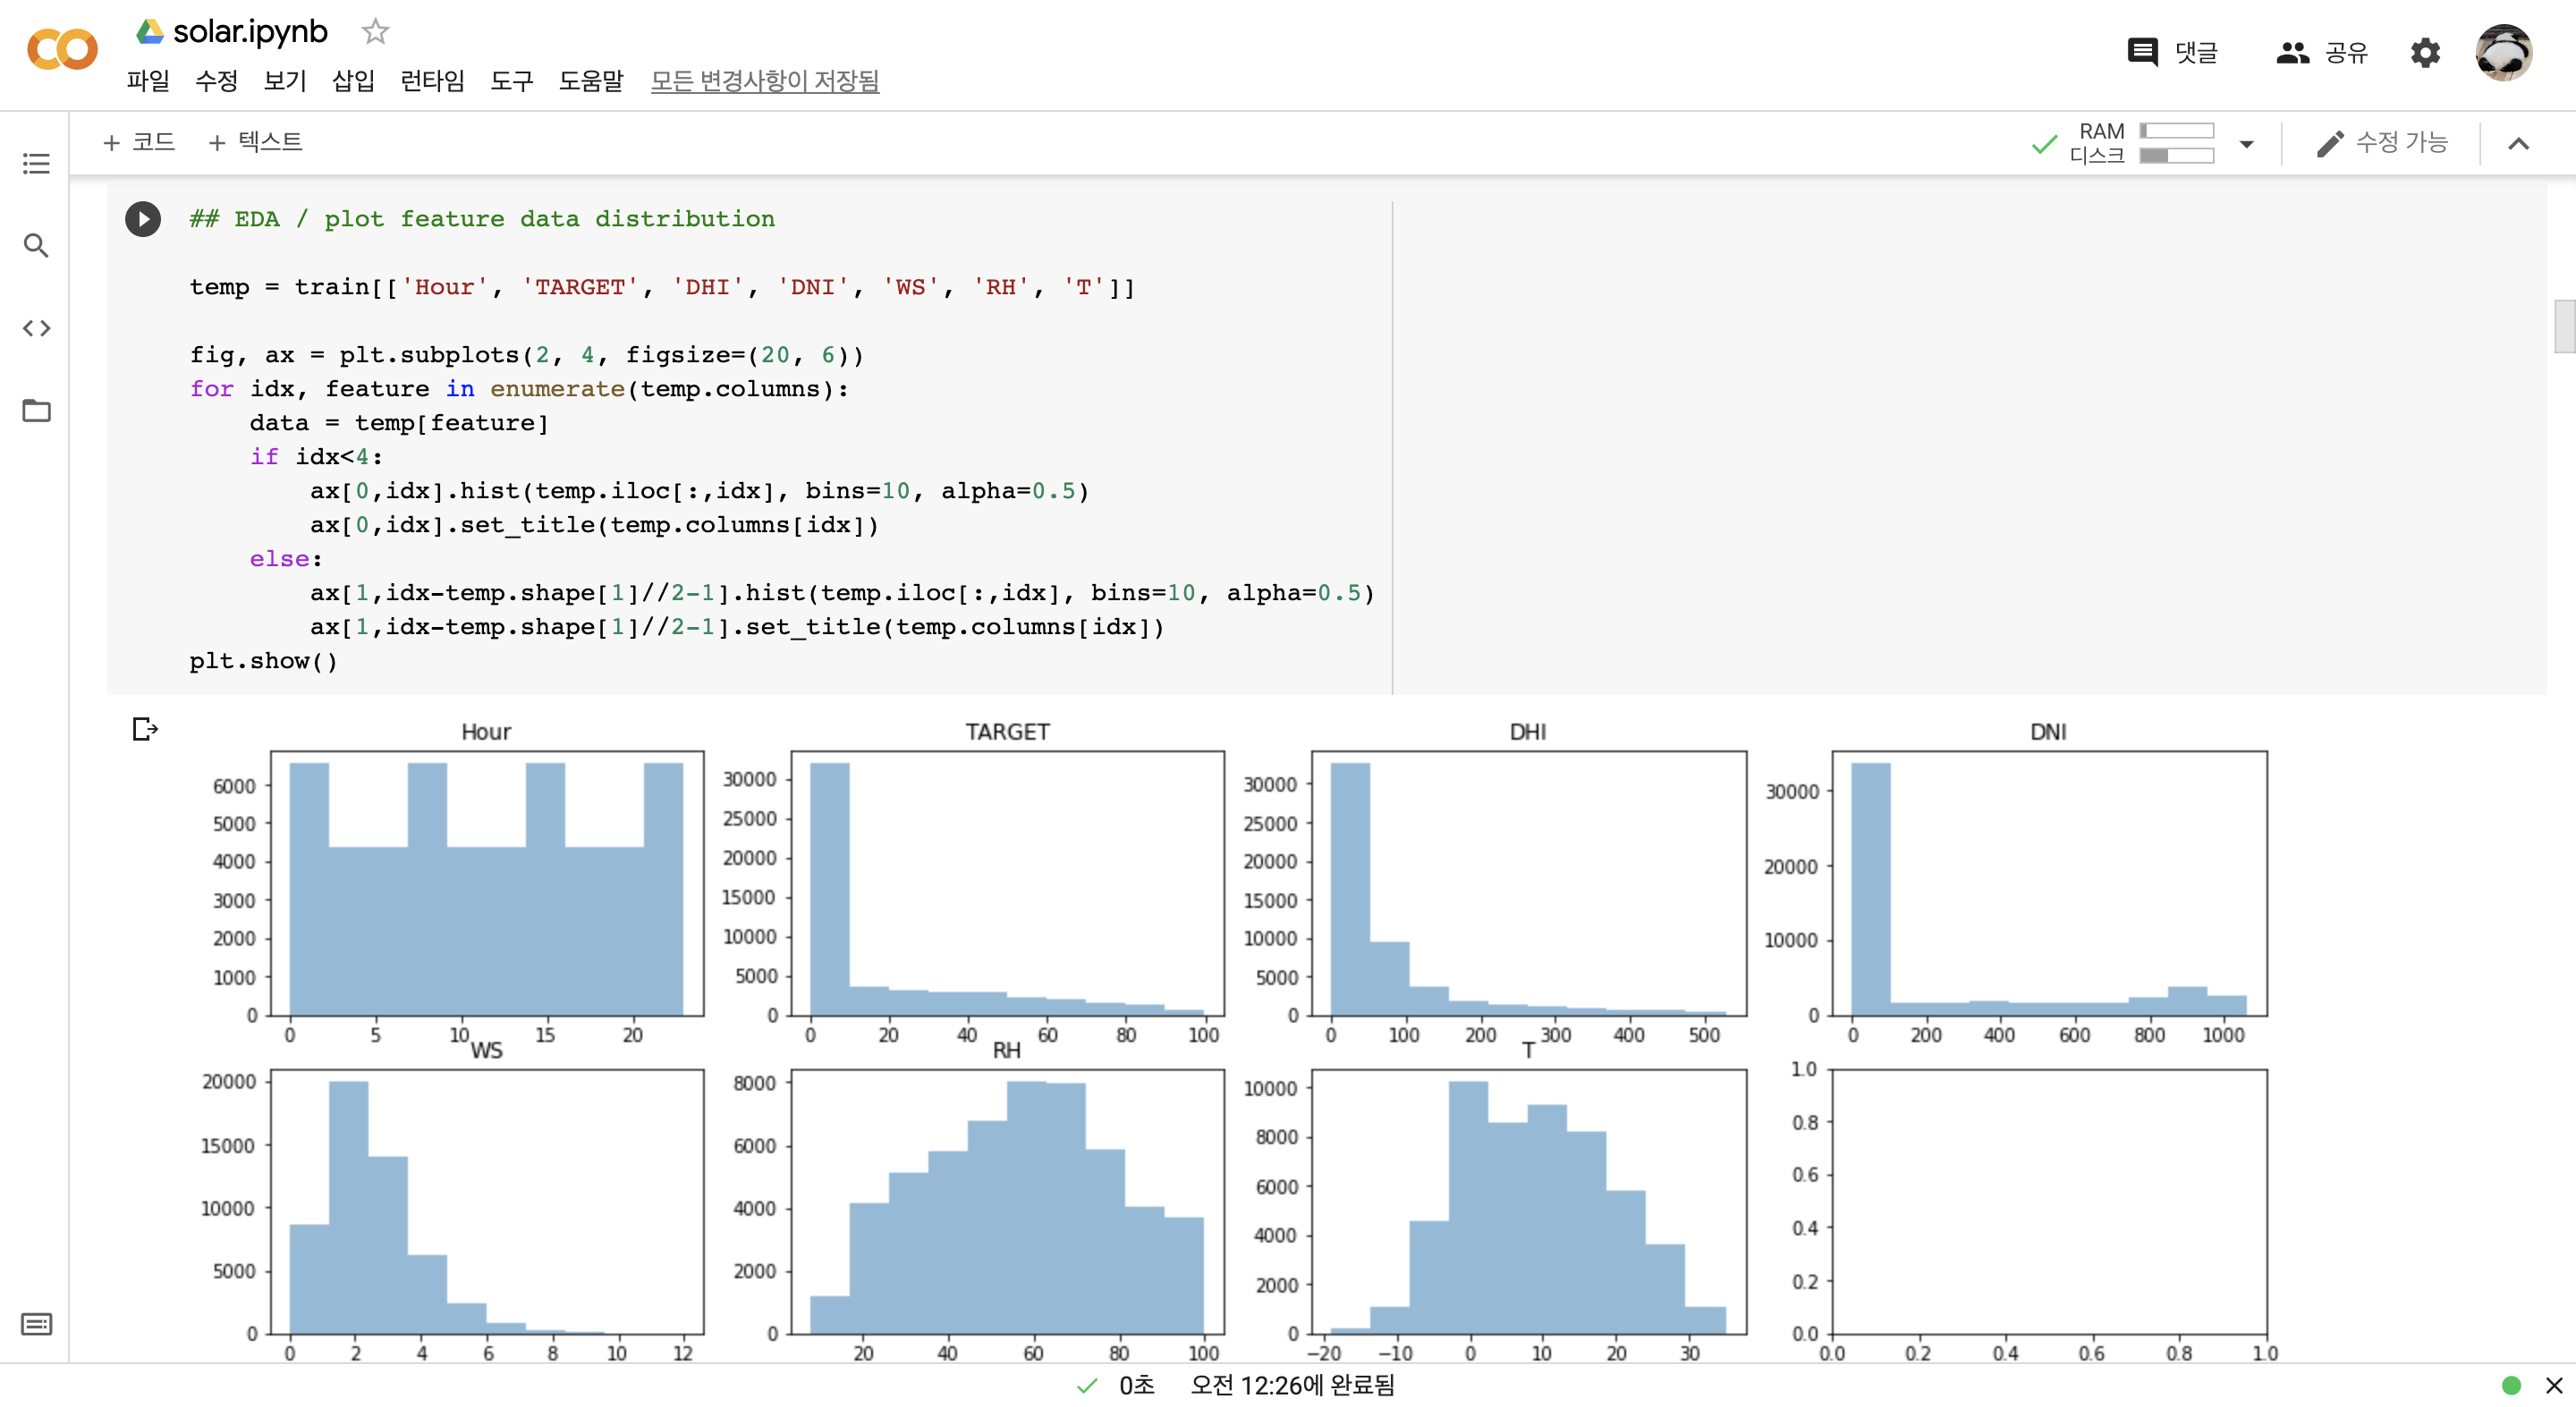 solar.ipynb
댓글 공유
파일 수정 보기 삽입 런타임 도구 도움말 모든 변경사항이 저장됨
+ 코드 + 텍스트
RAM
디스크
수정 가능
## EDA / plot feature data distribution
temp = train[['Hour', 'TARGET', 'DHI', 'DNI', 'WS', 'RH', 'T']]
fig, ax = plt.subplots(2, 4, figsize=(20, 6))
for idx, feature in enumerate(temp.columns):
    data = temp[feature]
    if idx<4:
        ax[0,idx].hist(temp.iloc[:,idx], bins=10, alpha=0.5)
        ax[0,idx].set_title(temp.columns[idx])
    else:
        ax[1,idx-temp.shape[1]//2-1].hist(temp.iloc[:,idx], bins=10, alpha=0.5)
        ax[1,idx-temp.shape[1]//2-1].set_title(temp.columns[idx])
plt.show()
Hour
6000
5000
4000
3000
2000
1000
0
0 5 10 15 20
TARGET
30000
25000
20000
15000
10000
5000
0
0 20 40 60 80 100
DHI
30000
25000
20000
15000
10000
5000
0
0 100 200 300 400 500
DNI
30000
20000
10000
0
0 200 400 600 800 1000
WS
20000
15000
10000
5000
0
0 2 4 6 8 10 12
RH
8000
6000
4000
2000
0
20 40 60 80 100
T
10000
8000
6000
4000
2000
0
−20 −10 0 10 20 30
1.0
0.8
0.6
0.4
0.2
0.0
0.0 0.2 0.4 0.6 0.8 1.0
0초 오전 12:26에 완료됨